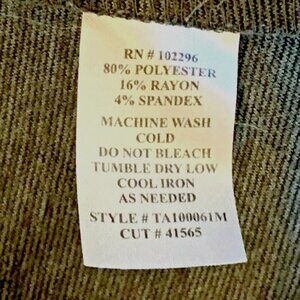 RN # 102296
80% POLYESTER
16% RAYON
4% SPANDEX
MACHINE WASH
COLD
DO NOT BLEACH
TUMBLE DRY LOW
COOL IRON
AS NEEDED
STYLE # TA100061M
CUT # 41565